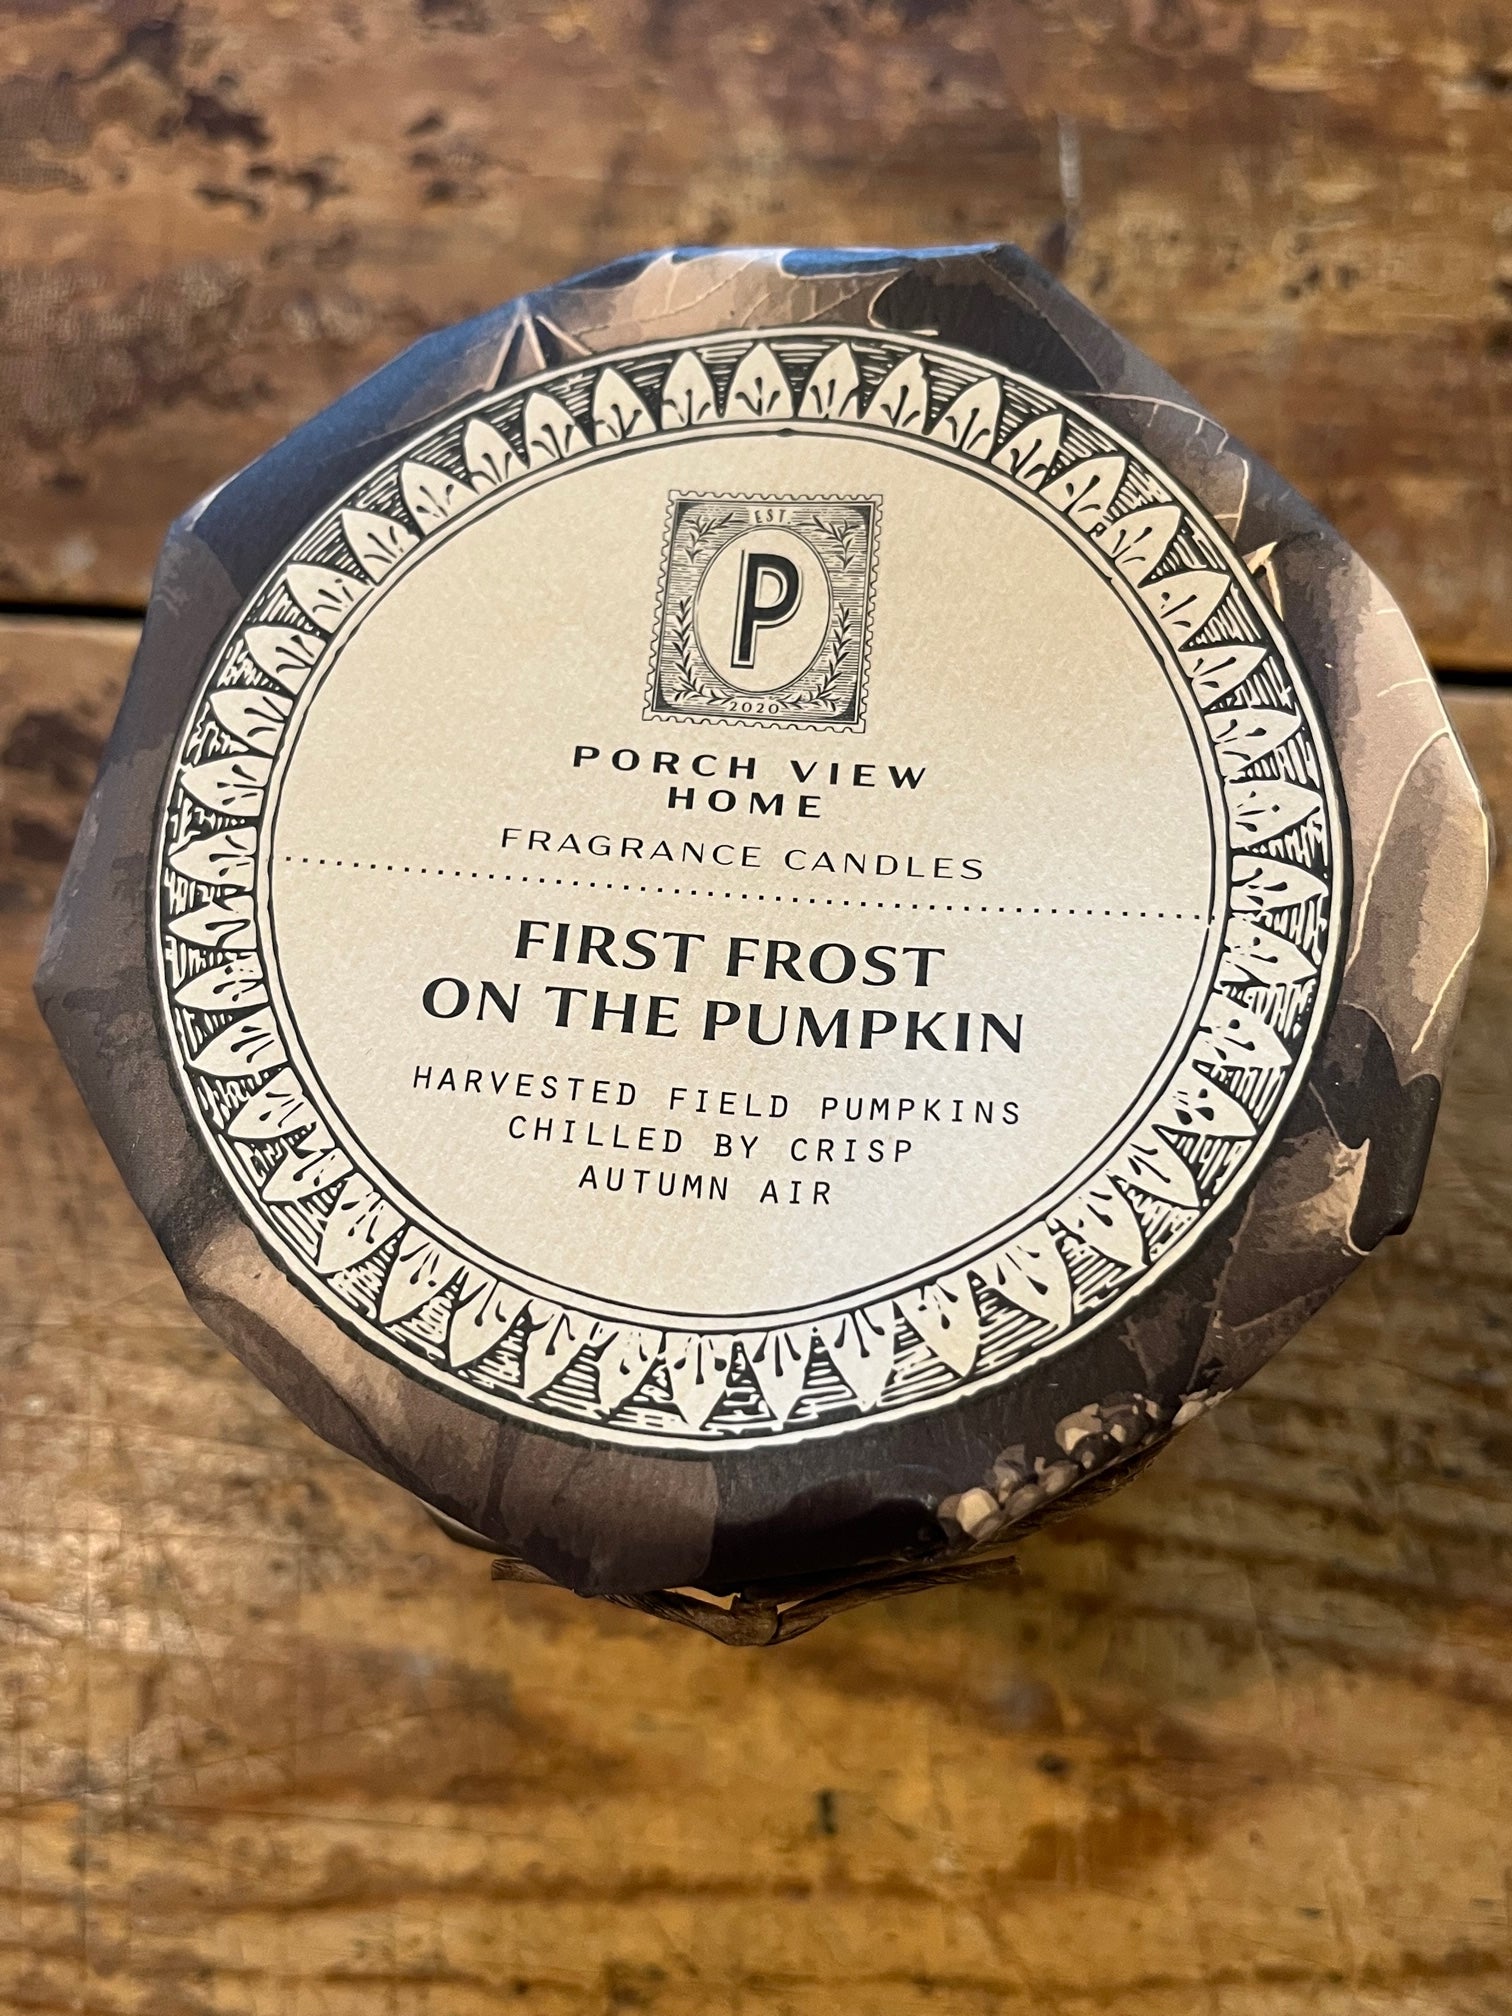 EST.
P
2020
PORCH VIEW
HOME
FRAGRANCE CANDLES
FIRST FROST
ON THE PUMPKIN
HARVESTED FIELD PUMPKINS
CHILLED BY CRISP
AUTUMN AIR